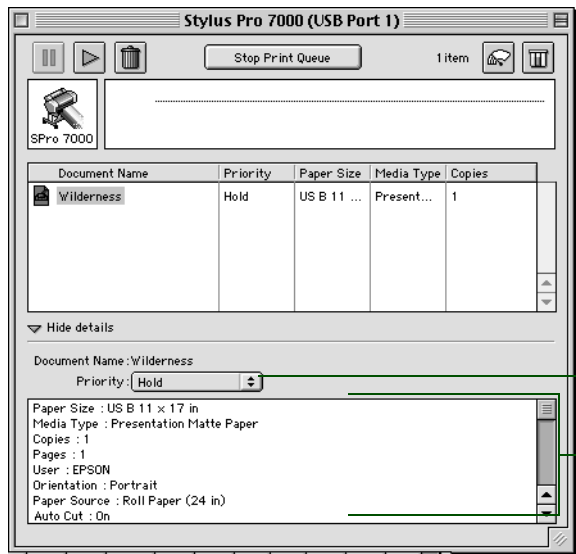 Stylus Pro 7000 (USB Port 1)
Stop Print Queue
1 item
SPro 7000
Document Name Priority Paper Size Media Type Copies
Wilderness Hold US B 11 ... Present... 1
Hide details
Document Name : Wilderness
Priority : Hold
Paper Size : US B 11 x 17 in
Media Type : Presentation Matte Paper
Copies : 1
Pages : 1
User : EPSON
Orientation : Portrait
Paper Source : Roll Paper (24 in)
Auto Cut : On